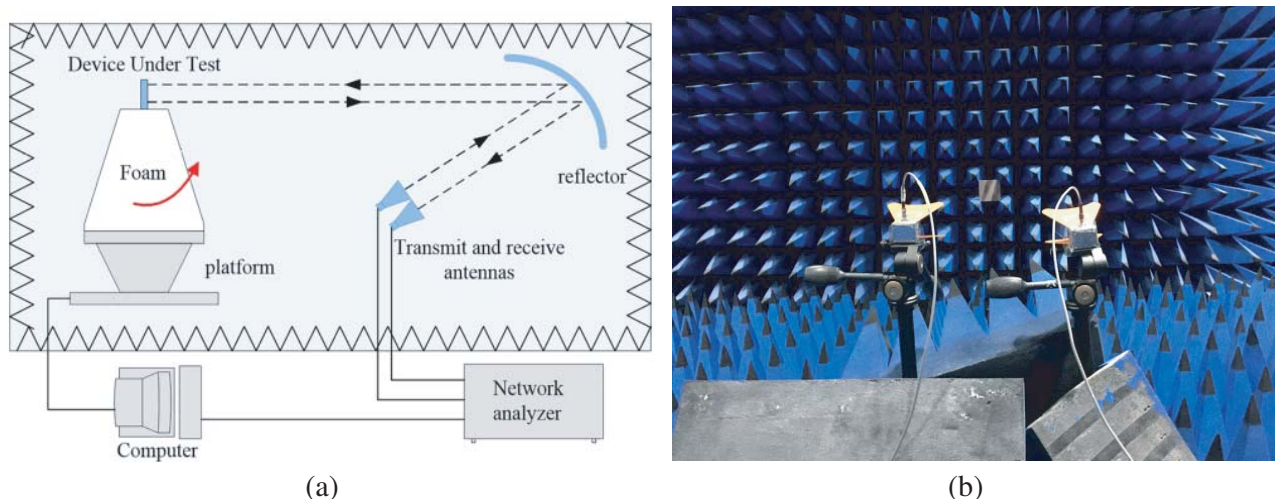 Device Under Test
Foam
reflector
Transmit and receive
antennas
platform
Network
analyzer
Computer
(a)
(b)